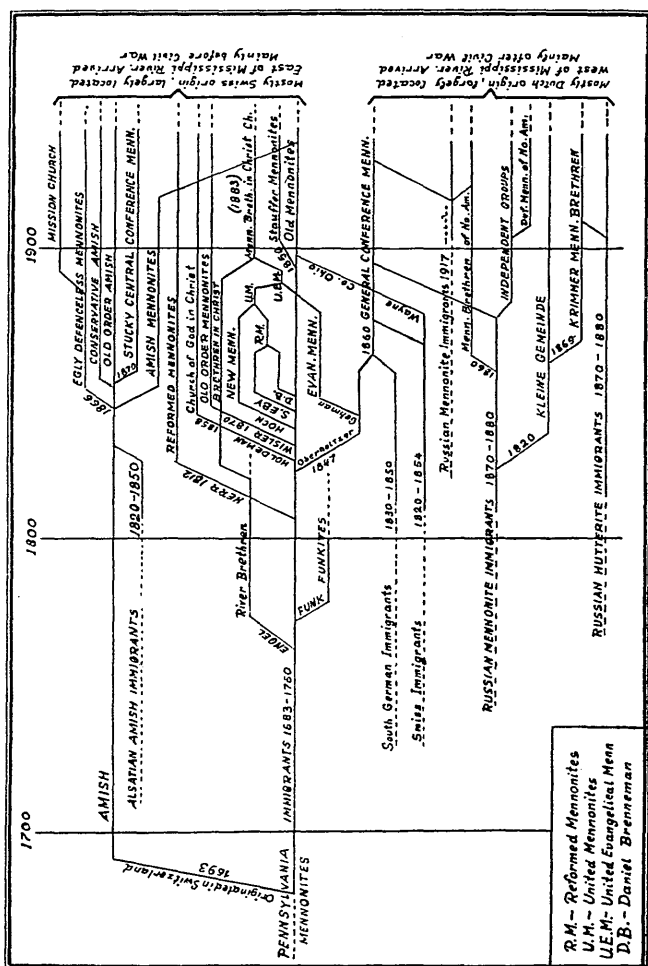 1700
1800
1900
PENNSYLVANIA
MENNONITES
Originated in Switzerland
1693
AMISH
IMMIGRANTS 1683-1760
ALSATIAN AMISH IMMIGRANTS
1820-1850
1866
MISSION CHURCH
EGLY DEFENCELESS MENNONITES
CONSERVATIVE AMISH
OLD ORDER AMISH
1870
STUCKY CENTRAL CONFERENCE MENN.
AMISH MENNONITES
REFORMED MENNONITES
HERR 1812
Church of God in Christ
1858
OLD ORDER MENNONITES
BRETHREN IN CHRIST
HOLDEMAN
WISLER 1870
HOCH
S. EBY
D.B.
NEW MENN.
R.M.
U.M.
U.E.M.
Menn. Breth. in Christ Ch.
(1883)
Stauffer Mennonites
1850
Old Mennonites
EVAN. MENN.
Gehman
Oberholtzer
1847
River Brethren
ENGEL
FUNK
FUNKITES
1860 GENERAL CONFERENCE MENN.
Wayne Co. Ohio
South German Immigrants 1830-1850
Swiss Immigrants 1820-1854
Russian Mennonite Immigrants 1917
Menn. Brethren of No. Am.
1860
INDEPENDENT GROUPS
Def. Menn. of No. Am.
RUSSIAN MENNONITE IMMIGRANTS 1870-1880
1820
KLEINE GEMEINDE
1869
KRIMMER MENN. BRETHREN
RUSSIAN HUTTERITE IMMIGRANTS 1870-1880
Mostly Swiss origin, largely located
East of Mississippi River. Arrived
Mainly before Civil War
Mostly Dutch origin, largely located
West of Mississippi River. Arrived
Mainly after Civil War
R.M.- Reformed Mennonites
U.M.- United Mennonites
U.E.M.- United Evangelical Menn
D.B.- Daniel Brenneman